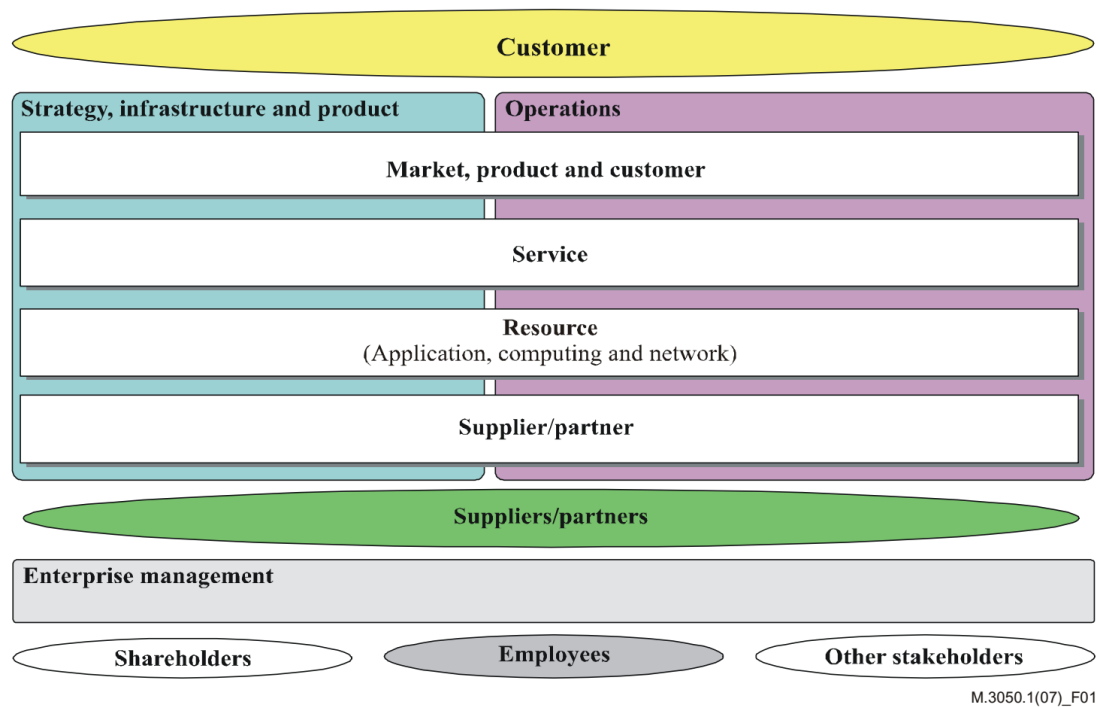 Customer
Strategy, infrastructure and product
Operations
Market, product and customer
Service
Resource
(Application, computing and network)
Supplier/partner
Suppliers/partners
Enterprise management
Shareholders
Employees
Other stakeholders
M.3050.1(07)_F01